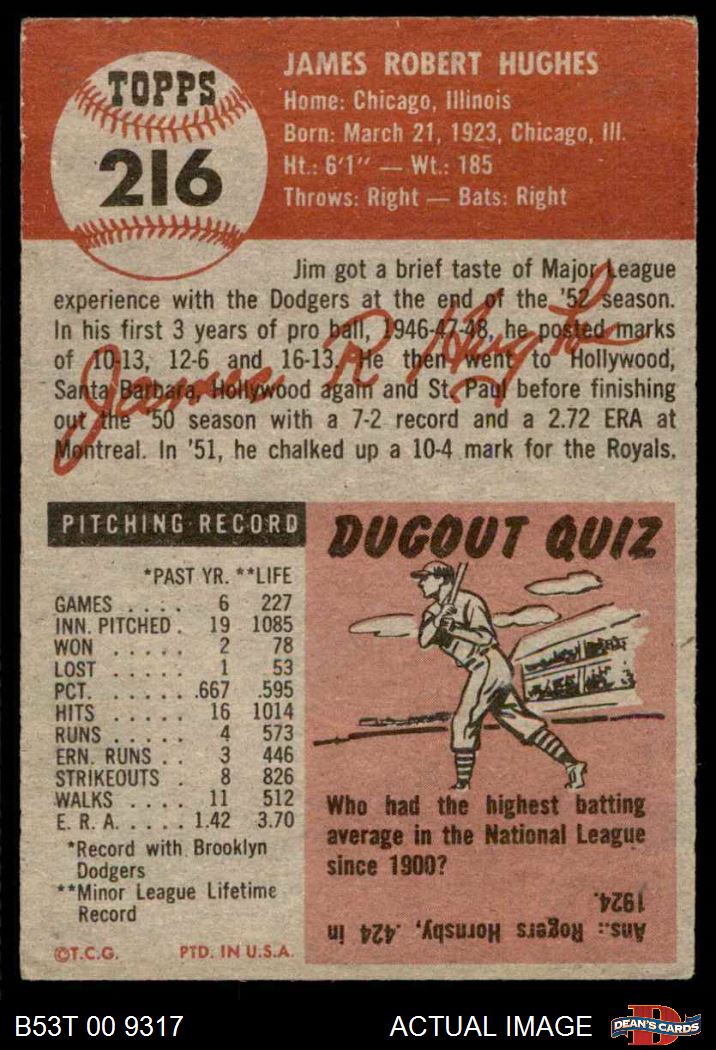 TOPPS
216
JAMES ROBERT HUGHES
Home: Chicago, Illinois
Born: March 21, 1923, Chicago, Ill.
Ht.: 6'1" — Wt.: 185
Throws: Right — Bats: Right
Jim got a brief taste of Major League
experience with the Dodgers at the end of the '52 season.
In his first 3 years of pro ball, 1946-47-48, he posted marks
of 10-13, 12-6 and 16-13. He then went to Hollywood,
Santa Barbara, Hollywood again and St. Paul before finishing
out the '50 season with a 7-2 record and a 2.72 ERA at
Montreal. In '51, he chalked up a 10-4 mark for the Royals.
James R Hughes
PITCHING RECORD
*PAST YR. **LIFE
GAMES . . . . 6 227
INN. PITCHED . 19 1085
WON . . . . . 2 78
LOST . . . . . 1 53
PCT. . . . . . .667 .595
HITS . . . . . . 16 1014
RUNS . . . . . 4 573
ERN. RUNS . . 3 446
STRIKEOUTS . 8 826
WALKS . . . . 11 512
E. R. A. . . . . . 1.42 3.70
*Record with Brooklyn
Dodgers
**Minor League Lifetime
Record
©T.C.G. PTD. IN U.S.A.
DUGOUT QUIZ
Who had the highest batting
average in the National League
since 1900?
Ans.: Rogers Hornsby, .424 in
1924.
B53T 00 9317
ACTUAL IMAGE
D
DEAN'S CARDS